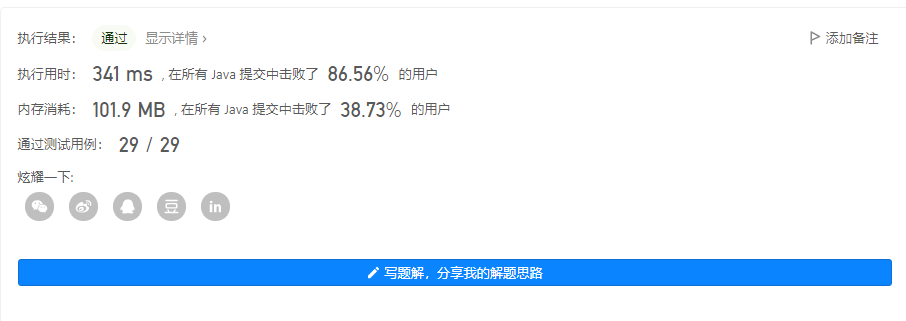 执行结果： 通过 显示详情 › 添加备注
执行用时： 341 ms , 在所有 Java 提交中击败了 86.56% 的用户
内存消耗： 101.9 MB , 在所有 Java 提交中击败了 38.73% 的用户
通过测试用例： 29 / 29
炫耀一下:
豆 in
写题解，分享我的解题思路